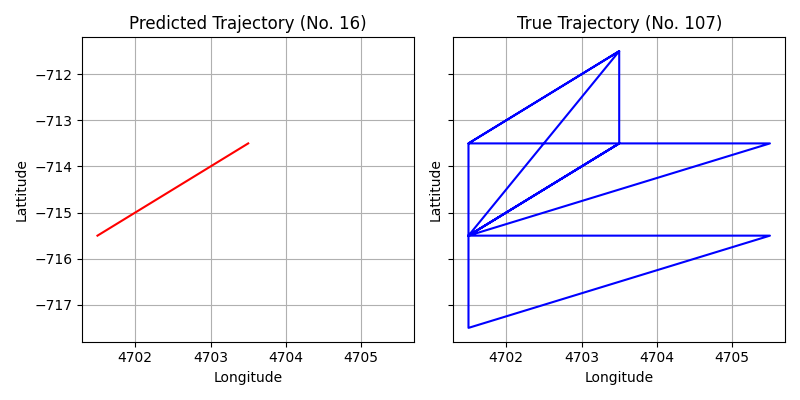 Predicted Trajectory (No. 16)
−712
−713
−714
−715
−716
−717
Lattitude
4702 4703 4704 4705
Longitude
True Trajectory (No. 107)
Lattitude
4702 4703 4704 4705
Longitude